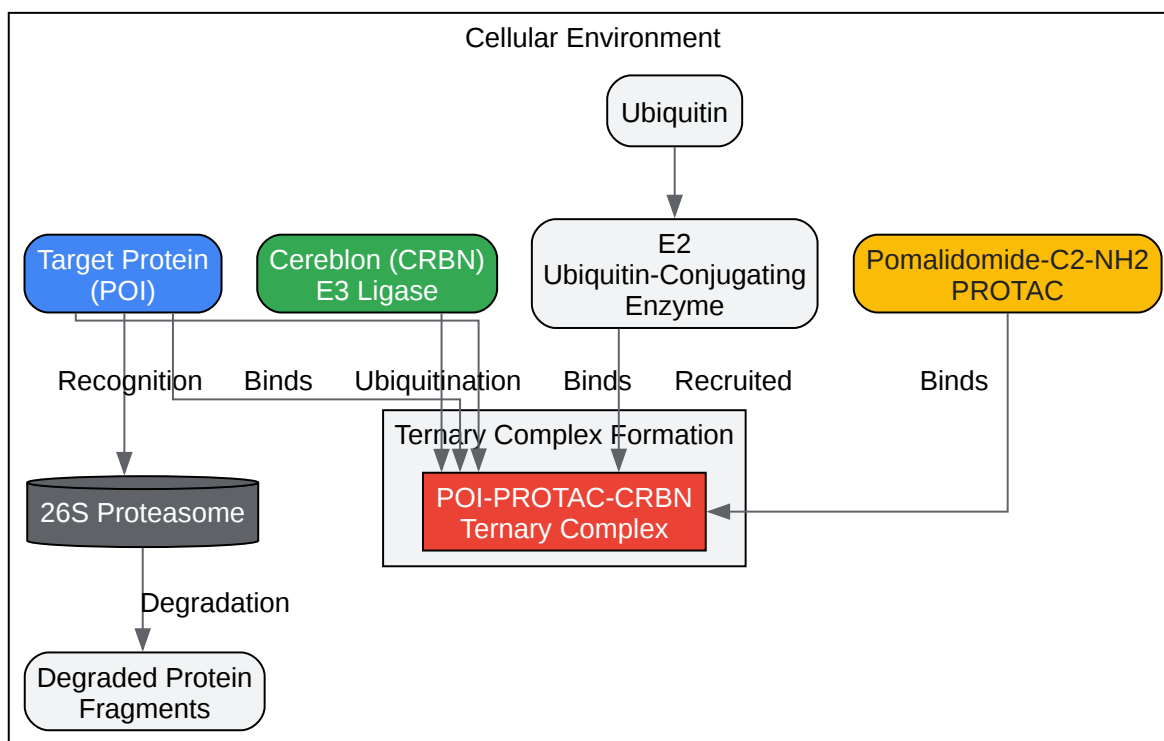 Cellular Environment
Ubiquitin
Target Protein
(POI)
Cereblon (CRBN)
E3 Ligase
E2
Ubiquitin-Conjugating
Enzyme
Pomalidomide-C2-NH2
PROTAC
Recognition
Binds
Ubiquitination
Binds
Recruited
Binds
Ternary Complex Formation
26S Proteasome
POI-PROTAC-CRBN
Ternary Complex
Degradation
Degraded Protein
Fragments